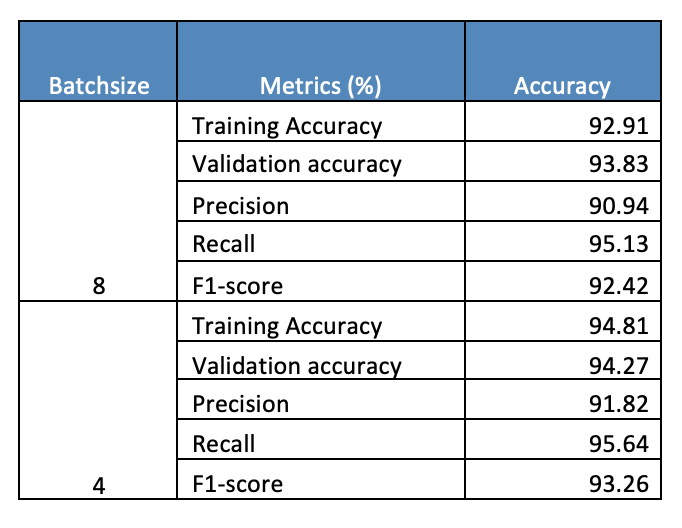 Batchsize Metrics (%) Accuracy
Training Accuracy 92.91
Validation accuracy 93.83
Precision 90.94
Recall 95.13
8 F1-score 92.42
Training Accuracy 94.81
Validation accuracy 94.27
Precision 91.82
Recall 95.64
4 F1-score 93.26